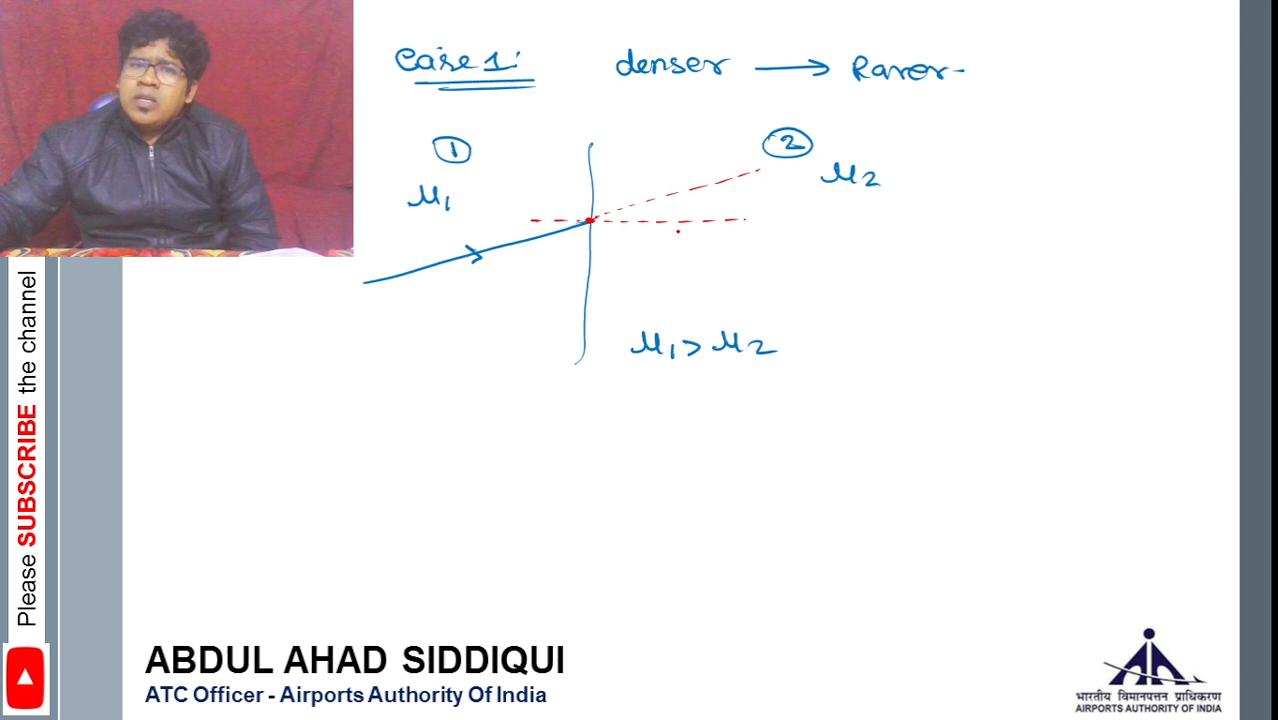 Case 1:
denser → Rarer
①
②
μ1
μ2
μ1 > μ2
Please SUBSCRIBE the channel
ABDUL AHAD SIDDIQUI
ATC Officer - Airports Authority Of India
भारतीय विमानपत्तन प्राधिकरण
AIRPORTS AUTHORITY OF INDIA